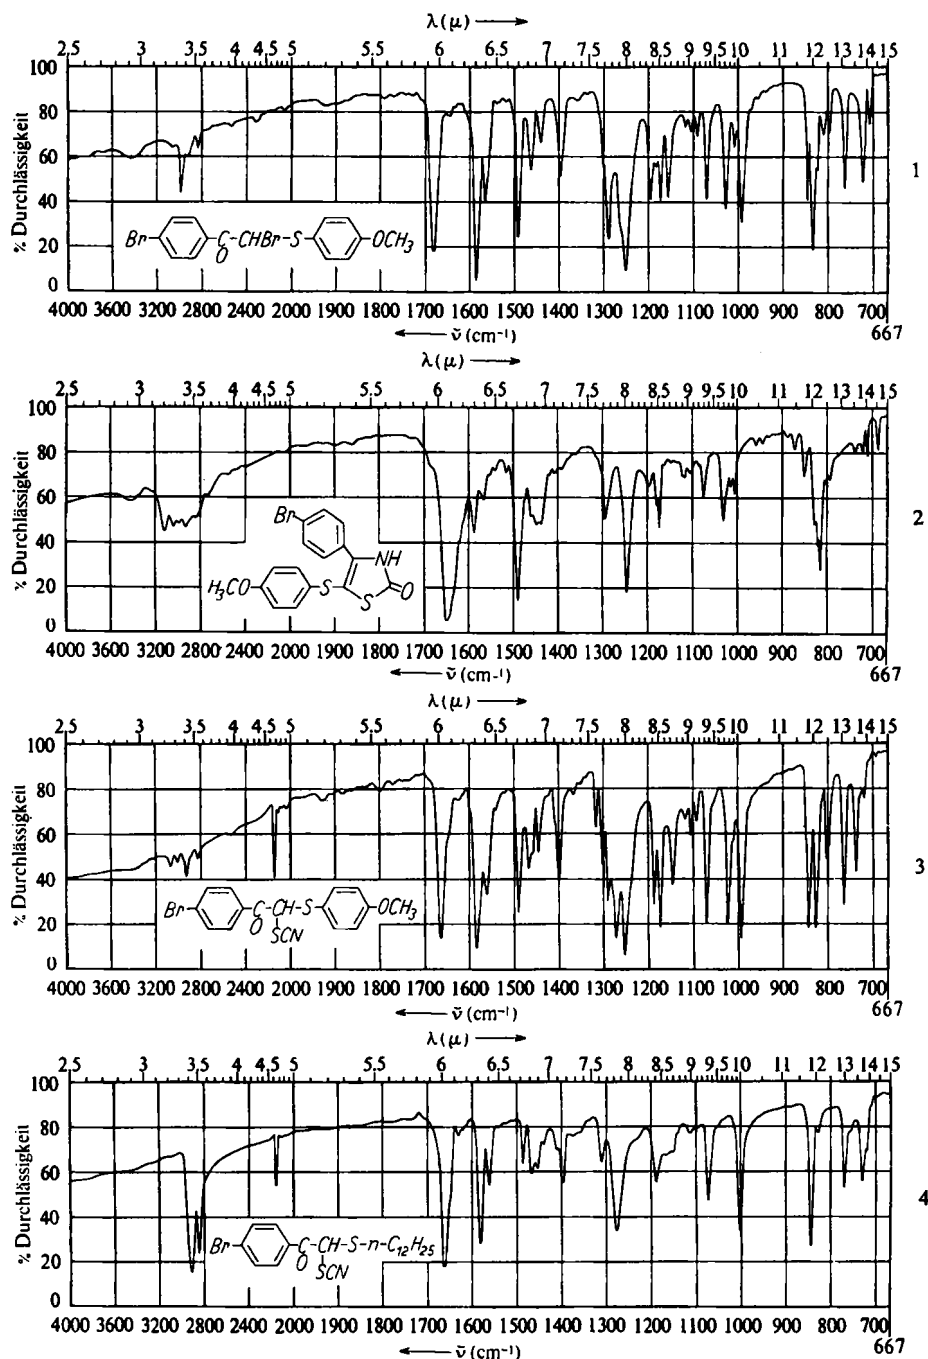 λ(μ) →
2.5 3 3.5 4 4.5 5 5.5 6 6.5 7 7.5 8 8.5 9 9.5 10 11 12 13 14 15
100
80
60
40
20
0
% Durchlässigkeit
Br C-CHBr-S OCH3
O
1
4000 3600 3200 2800 2400 2000 1800 1700 1600 1500 1400 1300 1200 1100 1000 900 800 700
667
← ṽ (cm-1)
λ(μ) →
2.5 3 3.5 4 4.5 5 5.5 6 6.5 7 7.5 8 8.5 9 9.5 10 11 12 13 14 15
100
80
60
40
20
0
% Durchlässigkeit
Br
NH
H3CO S S O
2
4000 3600 3200 2800 2400 2000 1800 1700 1600 1500 1400 1300 1200 1100 1000 900 800 700
667
← ṽ (cm-1)
λ(μ) →
2.5 3 3.5 4 4.5 5 5.5 6 6.5 7 7.5 8 8.5 9 9.5 10 11 12 13 14 15
100
80
60
40
20
0
% Durchlässigkeit
Br C-CH-S OCH3
O SCN
3
4000 3600 3200 2800 2400 2000 1800 1700 1600 1500 1400 1300 1200 1100 1000 900 800 700
667
← ṽ (cm-1)
λ(μ) →
2.5 3 3.5 4 4.5 5 5.5 6 6.5 7 7.5 8 8.5 9 9.5 10 11 12 13 14 15
100
80
60
40
20
0
% Durchlässigkeit
Br C-CH-S-n-C12H25
O SCN
4
4000 3600 3200 2800 2400 2000 1800 1700 1600 1500 1400 1300 1200 1100 1000 900 800 700
667
← ṽ (cm-1)